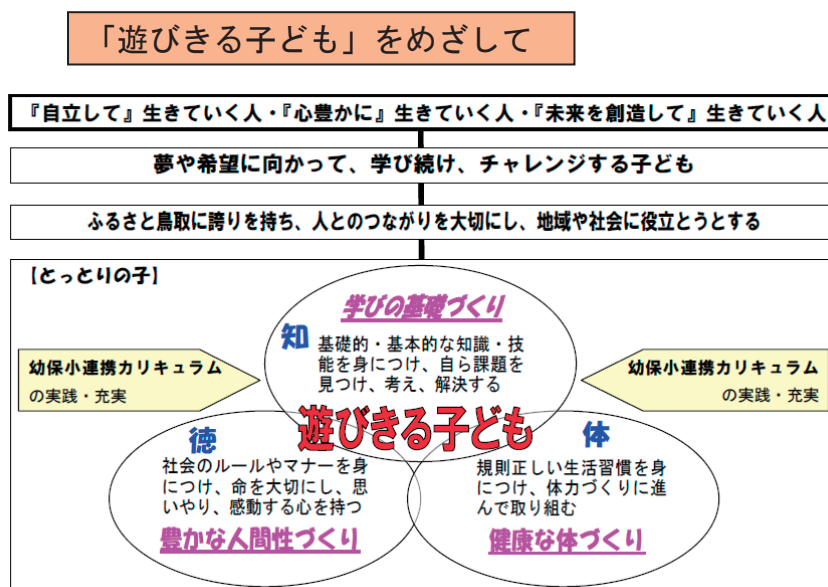 「遊びきる子ども」をめざして
『自立して』生きていく人・『心豊かに』生きていく人・『未来を創造して』生きていく人
夢や希望に向かって、学び続け、チャレンジする子ども
ふるさと鳥取に誇りを持ち、人とのつながりを大切にし、地域や社会に役立とうとする
【とっとりの子】
学びの基礎づくり
知
基礎的・基本的な知識・技
能を身につけ、自ら課題を
見つけ、考え、解決する
幼保小連携カリキュラム
の実践・充実
幼保小連携カリキュラム
の実践・充実
遊びきる子ども
徳
社会のルールやマナーを身
につけ、命を大切にし、思
いやり、感動する心を持つ
豊かな人間性づくり
体
規則正しい生活習慣を身
につけ、体力づくりに進
んで取り組む
健康な体づくり